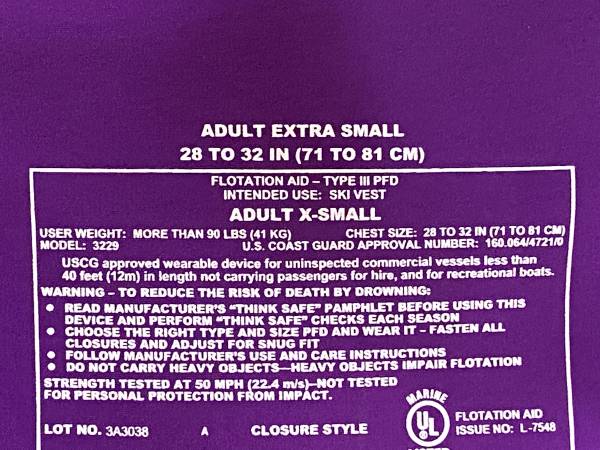 ADULT EXTRA SMALL
28 TO 32 IN (71 TO 81 CM)
FLOTATION AID – TYPE III PFD
INTENDED USE: SKI VEST
ADULT X-SMALL
USER WEIGHT: MORE THAN 90 LBS (41 KG) CHEST SIZE: 28 TO 32 IN (71 TO 81 CM)
MODEL: 3229 U.S. COAST GUARD APPROVAL NUMBER: 160.064/4721/0
USCG approved wearable device for uninspected commercial vessels less than
40 feet (12m) in length not carrying passengers for hire, and for recreational boats.
WARNING – TO REDUCE THE RISK OF DEATH BY DROWNING:
• READ MANUFACTURER'S "THINK SAFE" PAMPHLET BEFORE USING THIS
DEVICE AND PERFORM "THINK SAFE" CHECKS EACH SEASON
• CHOOSE THE RIGHT TYPE AND SIZE PFD AND WEAR IT – FASTEN ALL
CLOSURES AND ADJUST FOR SNUG FIT
• FOLLOW MANUFACTURER'S USE AND CARE INSTRUCTIONS
• DO NOT CARRY HEAVY OBJECTS—HEAVY OBJECTS IMPAIR FLOTATION
STRENGTH TESTED AT 50 MPH (22.4 m/s)–NOT TESTED
FOR PERSONAL PROTECTION FROM IMPACT.
MARINE
UL
LISTED
FLOTATION AID
ISSUE NO: L-7548
LOT NO. 3A3038 A CLOSURE STYLE